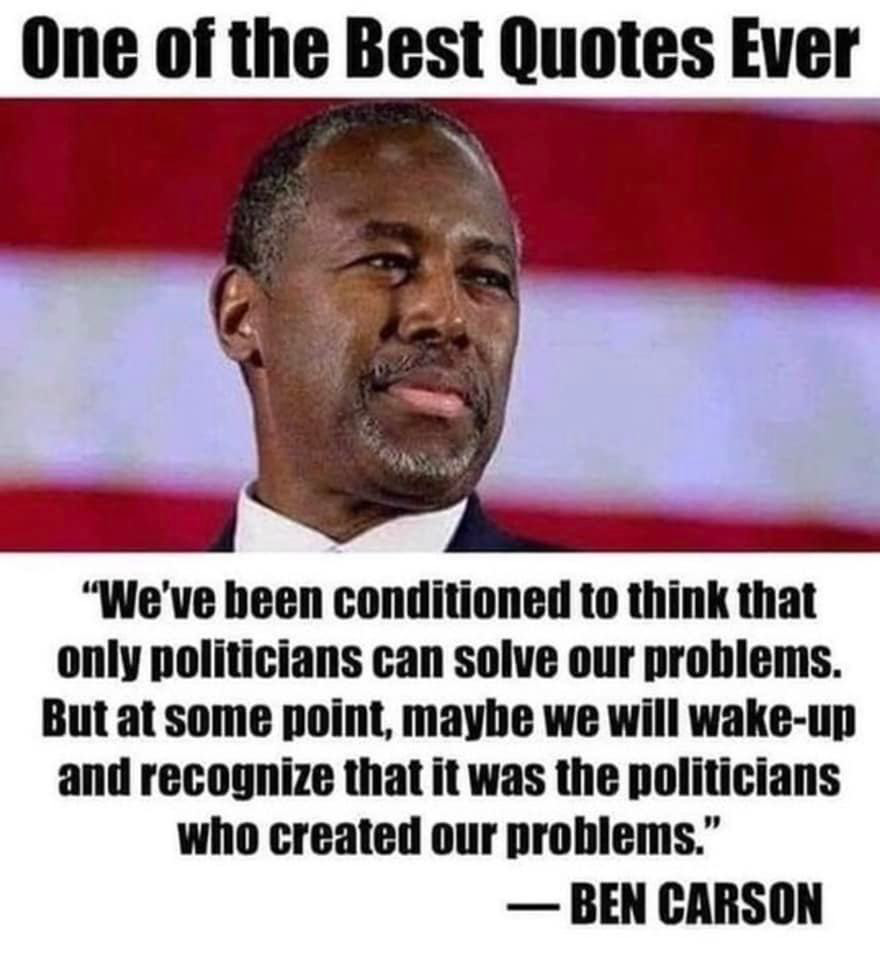 One of the Best Quotes Ever
“We’ve been conditioned to think that
only politicians can solve our problems.
But at some point, maybe we will wake-up
and recognize that it was the politicians
who created our problems.”
— BEN CARSON